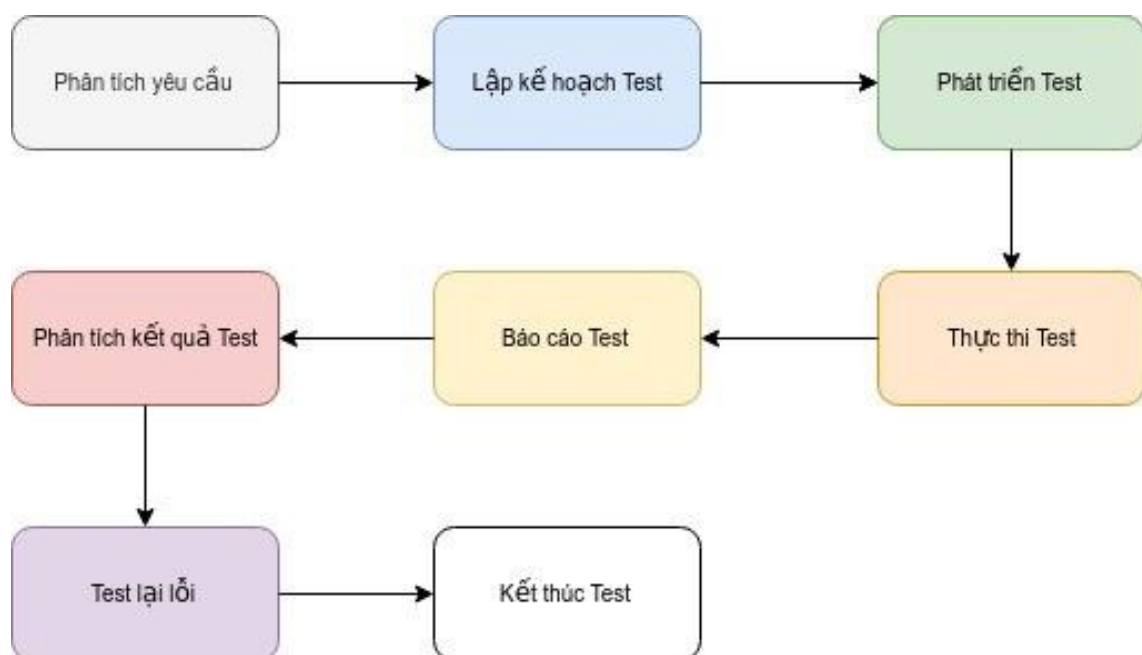 Phân tích yêu cầu
Lập kế hoạch Test
Phát triển Test
Thực thi Test
Báo cáo Test
Phân tích kết quả Test
Test lại lỗi
Kết thúc Test